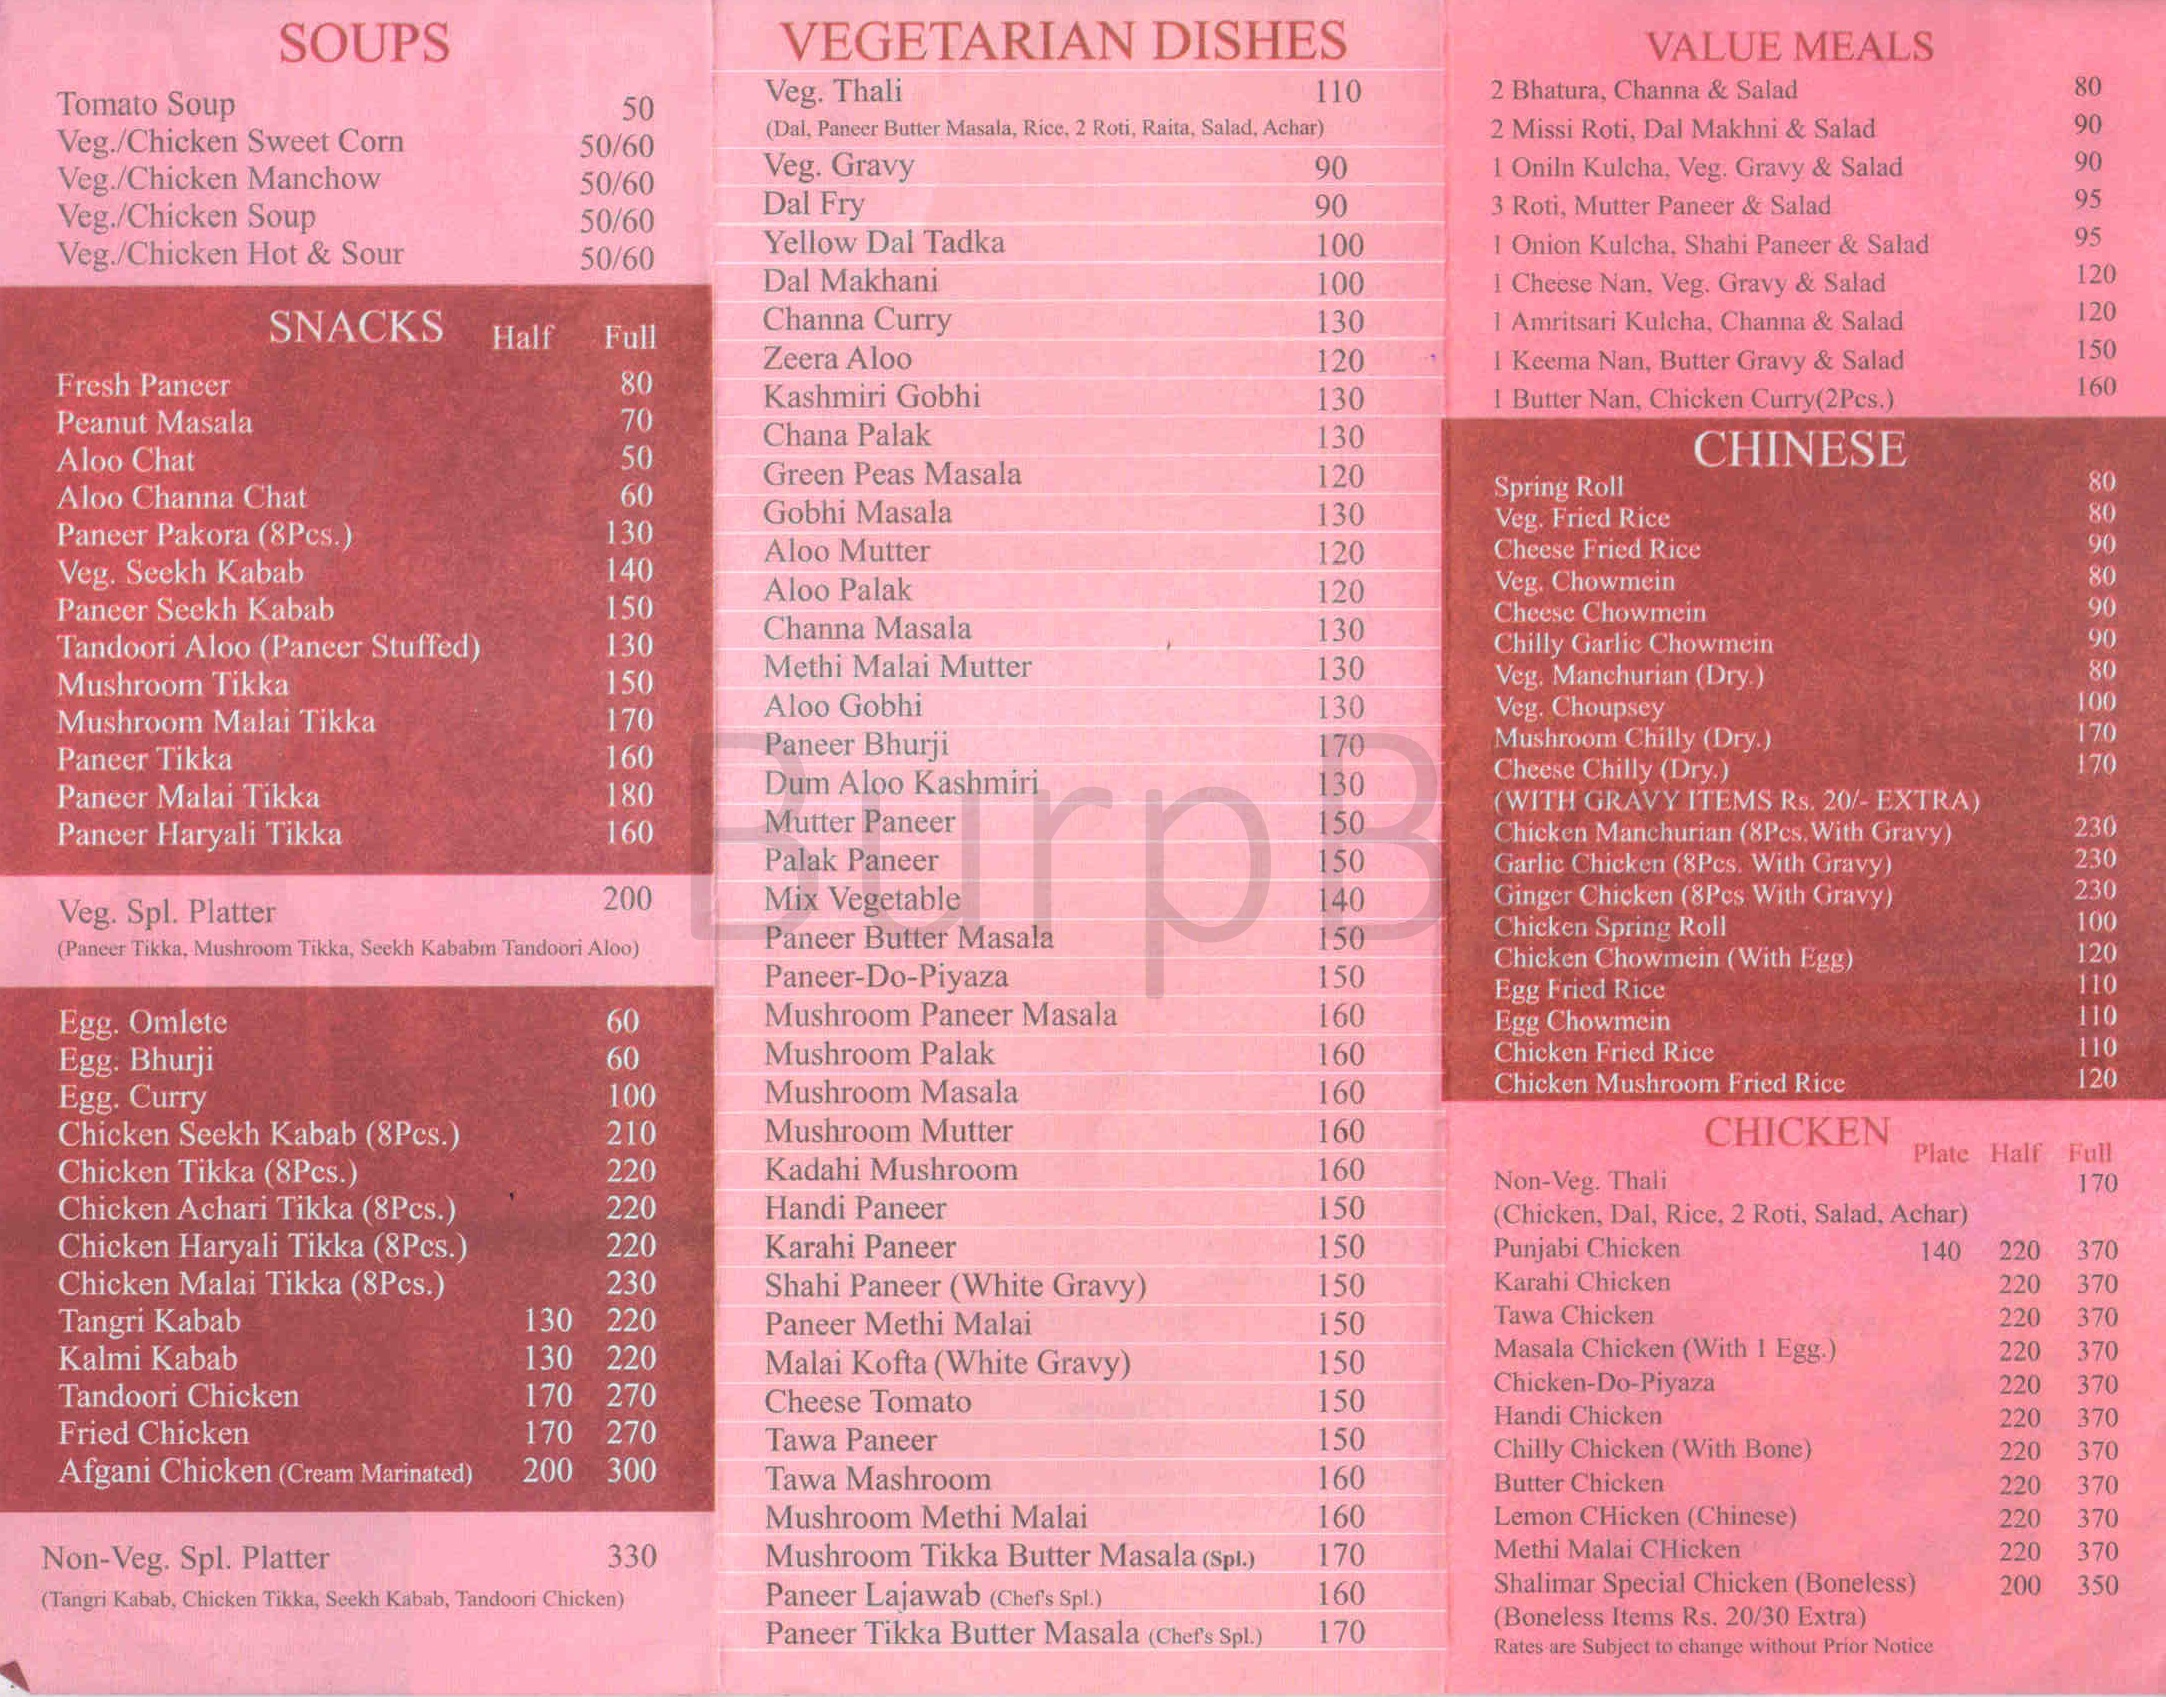 SOUPS
Tomato Soup 50
Veg./Chicken Sweet Corn 50/60
Veg./Chicken Manchow 50/60
Veg./Chicken Soup 50/60
Veg./Chicken Hot & Sour 50/60
SNACKS Half Full
Fresh Paneer 80
Peanut Masala 70
Aloo Chat 50
Aloo Channa Chat 60
Paneer Pakora (8Pcs.) 130
Veg. Seekh Kabab 140
Paneer Seekh Kabab 150
Tandoori Aloo (Paneer Stuffed) 130
Mushroom Tikka 150
Mushroom Malai Tikka 170
Paneer Tikka 160
Paneer Malai Tikka 180
Paneer Haryali Tikka 160
Veg. Spl. Platter 200
(Paneer Tikka, Mushroom Tikka, Seekh Kababm Tandoori Aloo)
Egg. Omlete 60
Egg. Bhurji 60
Egg. Curry 100
Chicken Seekh Kabab (8Pcs.) 210
Chicken Tikka (8Pcs.) 220
Chicken Achari Tikka (8Pcs.) 220
Chicken Haryali Tikka (8Pcs.) 220
Chicken Malai Tikka (8Pcs.) 230
Tangri Kabab 130 220
Kalmi Kabab 130 220
Tandoori Chicken 170 270
Fried Chicken 170 270
Afgani Chicken (Cream Marinated) 200 300
Non-Veg. Spl. Platter 330
(Tangri Kabab, Chicken Tikka, Seekh Kabab, Tandoori Chicken)
VEGETARIAN DISHES
Veg. Thali 110
(Dal, Paneer Butter Masala, Rice, 2 Roti, Raita, Salad, Achar)
Veg. Gravy 90
Dal Fry 90
Yellow Dal Tadka 100
Dal Makhani 100
Channa Curry 130
Zeera Aloo 120
Kashmiri Gobhi 130
Chana Palak 130
Green Peas Masala 120
Gobhi Masala 130
Aloo Mutter 120
Aloo Palak 120
Channa Masala 130
Methi Malai Mutter 130
Aloo Gobhi 130
Paneer Bhurji 170
Dum Aloo Kashmiri 130
Mutter Paneer 150
Palak Paneer 150
Mix Vegetable 140
Paneer Butter Masala 150
Paneer-Do-Piyaza 150
Mushroom Paneer Masala 160
Mushroom Palak 160
Mushroom Masala 160
Mushroom Mutter 160
Kadahi Mushroom 160
Handi Paneer 150
Karahi Paneer 150
Shahi Paneer (White Gravy) 150
Paneer Methi Malai 150
Malai Kofta (White Gravy) 150
Cheese Tomato 150
Tawa Paneer 150
Tawa Mashroom 160
Mushroom Methi Malai 160
Mushroom Tikka Butter Masala (Spl.) 170
Paneer Lajawab (Chef's Spl.) 160
Paneer Tikka Butter Masala (Chef's Spl.) 170
VALUE MEALS
2 Bhatura, Channa & Salad 80
2 Missi Roti, Dal Makhni & Salad 90
1 Oniln Kulcha, Veg. Gravy & Salad 90
3 Roti, Mutter Paneer & Salad 95
1 Onion Kulcha, Shahi Paneer & Salad 95
1 Cheese Nan, Veg. Gravy & Salad 120
1 Amritsari Kulcha, Channa & Salad 120
1 Keema Nan, Butter Gravy & Salad 150
1 Butter Nan, Chicken Curry(2Pcs.) 160
CHINESE
Spring Roll 80
Veg. Fried Rice 80
Cheese Fried Rice 90
Veg. Chowmein 80
Cheese Chowmein 90
Chilly Garlic Chowmein 90
Veg. Manchurian (Dry.) 80
Veg. Choupsey 100
Mushroom Chilly (Dry.) 170
Cheese Chilly (Dry.) 170
(WITH GRAVY ITEMS Rs. 20/- EXTRA)
Chicken Manchurian (8Pcs.With Gravy) 230
Garlic Chicken (8Pcs. With Gravy) 230
Ginger Chicken (8Pcs With Gravy) 230
Chicken Spring Roll 100
Chicken Chowmein (With Egg) 120
Egg Fried Rice 110
Egg Chowmein 110
Chicken Fried Rice 110
Chicken Mushroom Fried Rice 120
CHICKEN Plate Half Full
Non-Veg. Thali 170
(Chicken, Dal, Rice, 2 Roti, Salad, Achar)
Punjabi Chicken 140 220 370
Karahi Chicken 220 370
Tawa Chicken 220 370
Masala Chicken (With 1 Egg.) 220 370
Chicken-Do-Piyaza 220 370
Handi Chicken 220 370
Chilly Chicken (With Bone) 220 370
Butter Chicken 220 370
Lemon CHicken (Chinese) 220 370
Methi Malai CHicken 220 370
Shalimar Special Chicken (Boneless) 200 350
(Boneless Items Rs. 20/30 Extra)
Rates are Subject to change without Prior Notice
BurpB